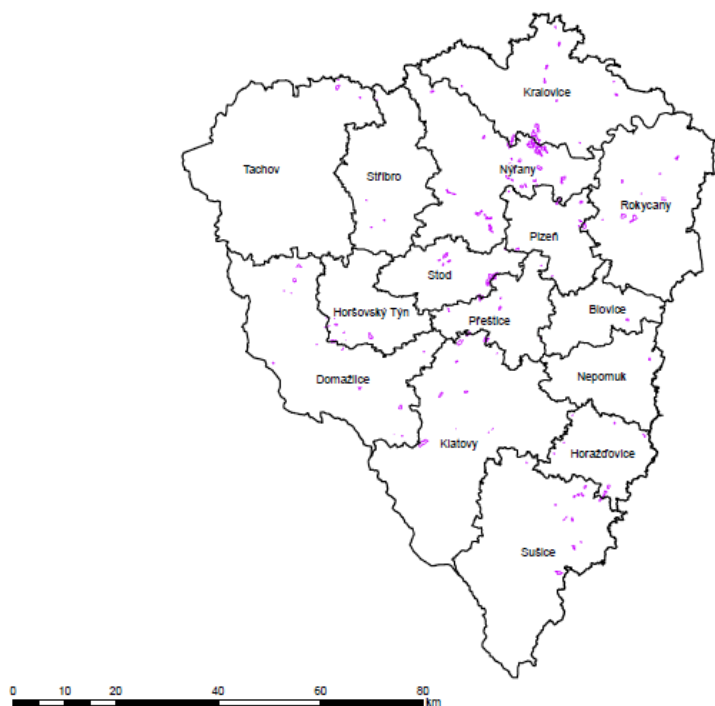 Kralovice
Tachov
Stříbro
Nýřany
Rokycany
Plzeň
Stod
Horšovský Týn
Přeštice
Blovice
Domažlice
Nepomuk
Klatovy
Horažďovice
Sušice
0 10 20 40 60 80
km